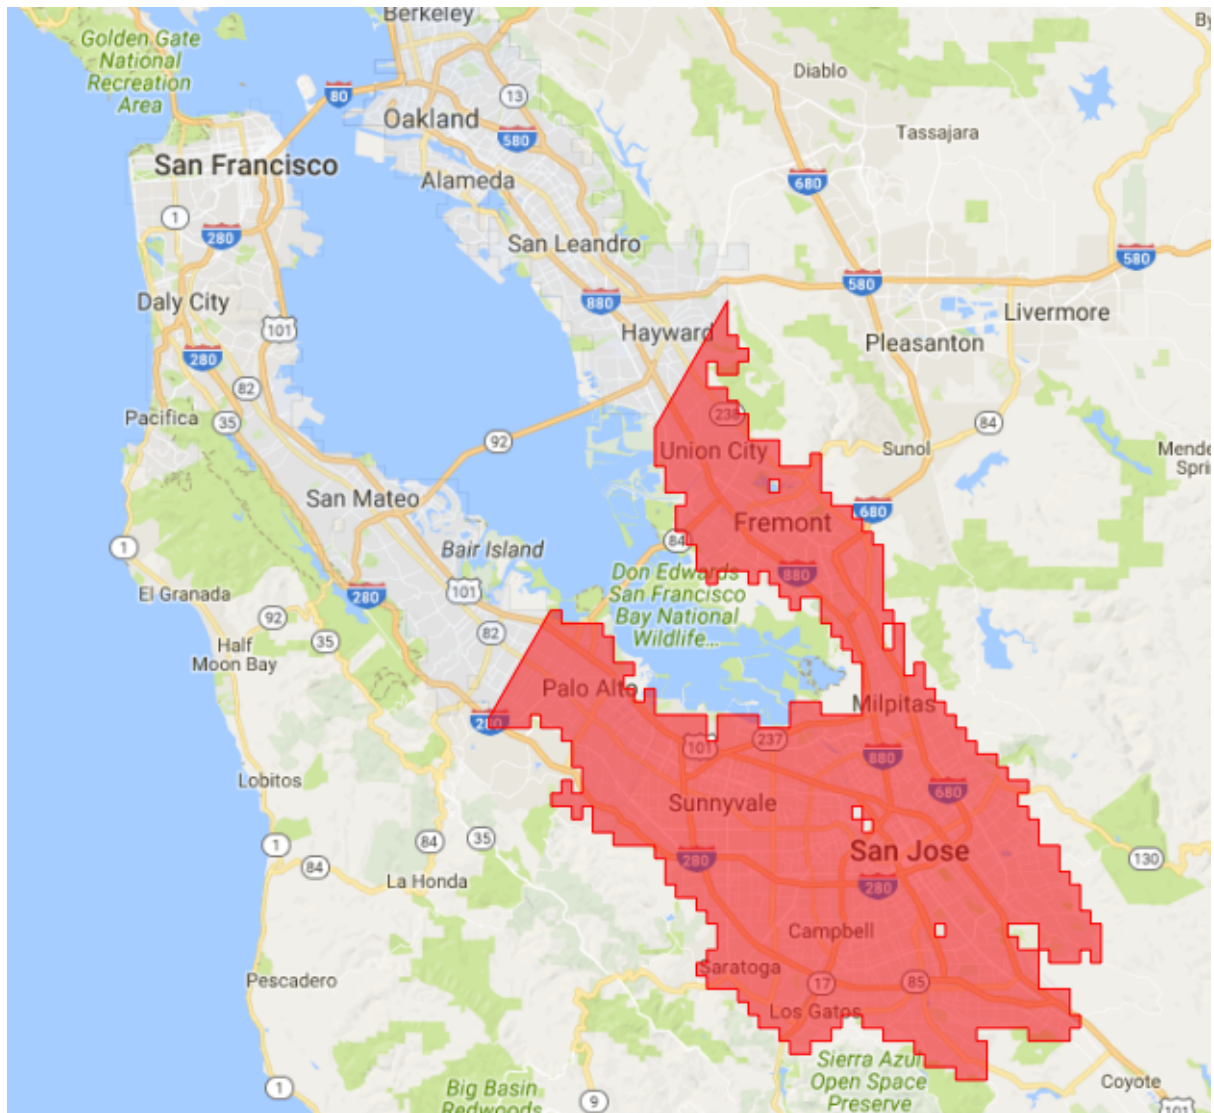 Berkeley
By
Golden Gate
National
Recreation
Area
Diablo
80
13
Oakland
Tassajara
580
San Francisco
Alameda
680
1
280
San Leandro
580
580
880
Daly City
Livermore
101
Hayward
Pleasanton
280
82
Pacifica
35
238
84
92
Union City
Sunol
Mende
Sprin
San Mateo
680
Fremont
1
Bair Island
84
Don Edwards
San Francisco
Bay National
Wildlife...
880
El Granada
280
101
92
35
82
Half
Moon Bay
Palo Alto
Milpitas
280
101
237
880
Lobitos
680
Sunnyvale
1
84
35
San Jose
84
280
130
La Honda
280
Campbell
Pescadero
Saratoga
17
85
Los Gatos
Sierra Azul
Open Space
Preserve
1
Big Basin
Redwoods
9
Coyote
101